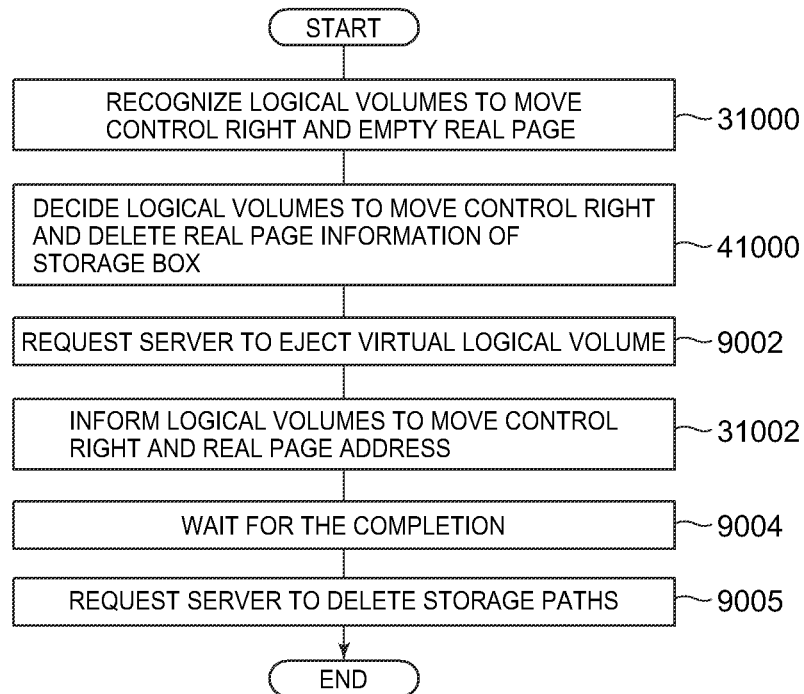 START
RECOGNIZE LOGICAL VOLUMES TO MOVE
CONTROL RIGHT AND EMPTY REAL PAGE
31000
DECIDE LOGICAL VOLUMES TO MOVE CONTROL RIGHT
AND DELETE REAL PAGE INFORMATION OF
STORAGE BOX
41000
REQUEST SERVER TO EJECT VIRTUAL LOGICAL VOLUME
9002
INFORM LOGICAL VOLUMES TO MOVE CONTROL
RIGHT AND REAL PAGE ADDRESS
31002
WAIT FOR THE COMPLETION
9004
REQUEST SERVER TO DELETE STORAGE PATHS
9005
END